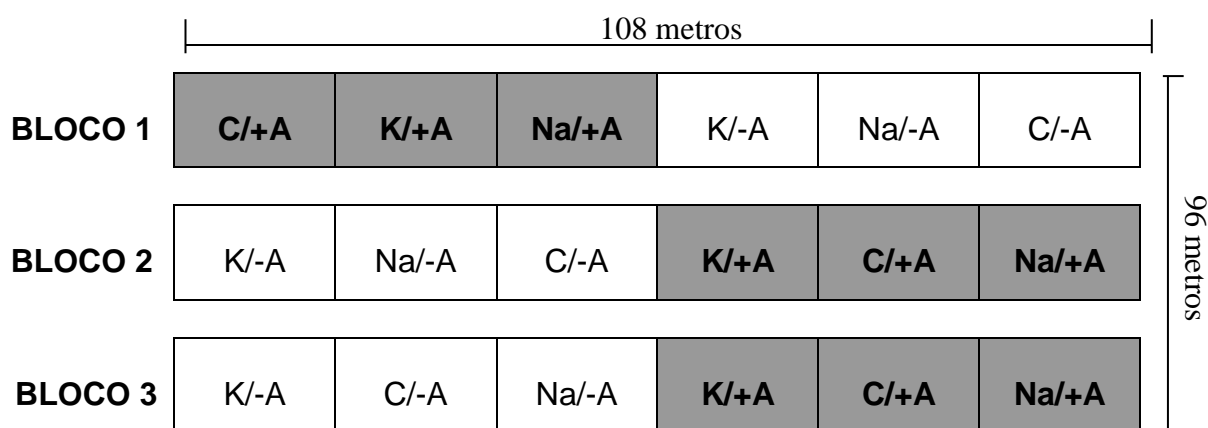 108 metros
BLOCO 1 C/+A K/+A Na/+A K/-A Na/-A C/-A
BLOCO 2 K/-A Na/-A C/-A K/+A C/+A Na/+A
BLOCO 3 K/-A C/-A Na/-A K/+A C/+A Na/+A
96 metros